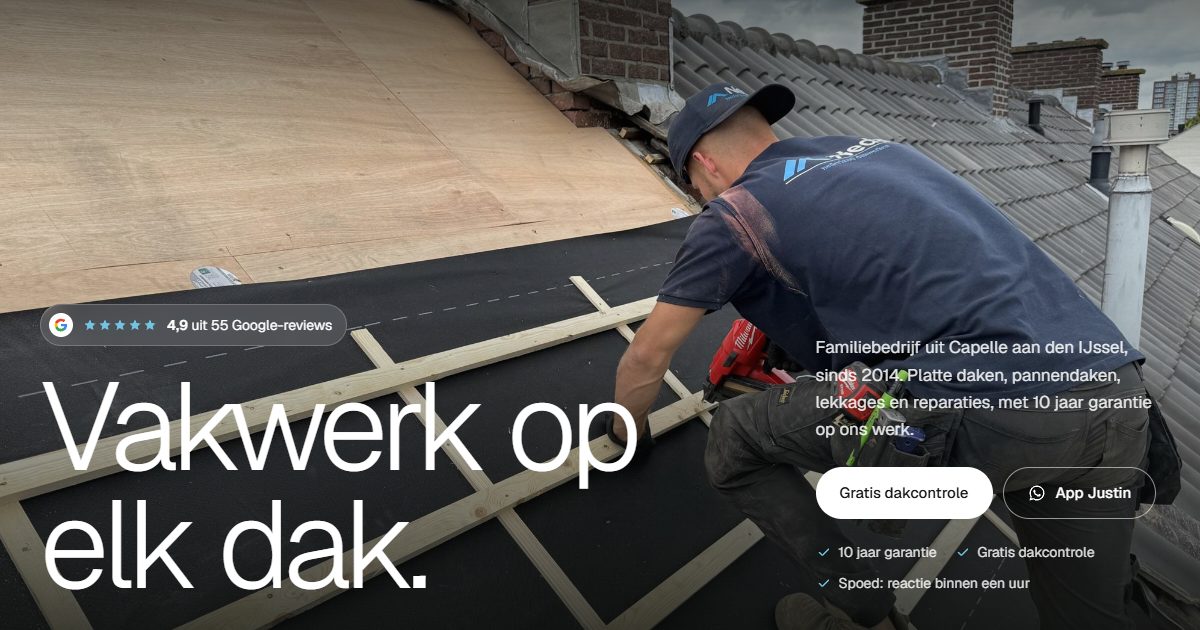 4,9 uit 55 Google-reviews
Vakwerk op
elk dak.
Familiebedrijf uit Capelle aan den IJssel,
sinds 2014. Platte daken, pannendaken,
lekkages en reparaties, met 10 jaar garantie
op ons werk.
Gratis dakcontrole
App Justin
10 jaar garantie
Gratis dakcontrole
Spoed: reactie binnen een uur